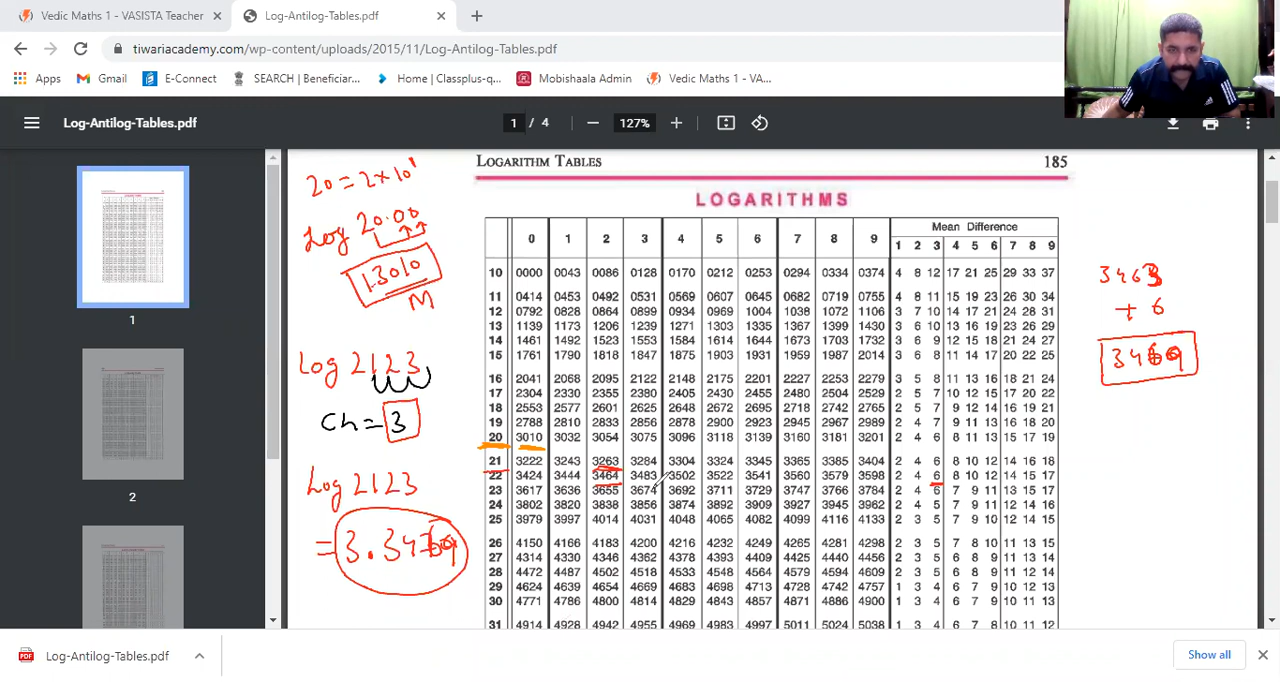 Vedic Maths 1 - VASISTA Teacher
Log-Antilog-Tables.pdf
tiwariacademy.com/wp-content/uploads/2015/11/Log-Antilog-Tables.pdf
Apps Gmail E-Connect SEARCH | Beneficiar... Home | Classplus-q... Mobishaala Admin Vedic Maths 1 - VA...
Log-Antilog-Tables.pdf
1 / 4
127%
1
2
20 = 2 x 10¹
Log 20.00
1.3010
M
Log 2123
Ch = 3
Log 2123
LOGARITHM TABLES 185
LOGARITHMS
Mean Difference
0 1 2 3 4 5 6 7 8 9 1 2 3 4 5 6 7 8 9
10 0000 0043 0086 0128 0170 0212 0253 0294 0334 0374 4 8 12 17 21 25 29 33 37
11 0414 0453 0492 0531 0569 0607 0645 0682 0719 0755 4 8 11 15 19 23 26 30 34
12 0792 0828 0864 0899 0934 0969 1004 1038 1072 1106 3 7 10 14 17 21 24 28 31
13 1139 1173 1206 1239 1271 1303 1335 1367 1399 1430 3 6 10 13 16 19 23 26 29
14 1461 1492 1523 1553 1584 1614 1644 1673 1703 1732 3 6 9 12 15 18 21 24 27
15 1761 1790 1818 1847 1875 1903 1931 1959 1987 2014 3 6 8 11 14 17 20 22 25
16 2041 2068 2095 2122 2148 2175 2201 2227 2253 2279 3 5 8 11 13 16 18 21 24
17 2304 2330 2355 2380 2405 2430 2455 2480 2504 2529 2 5 7 10 12 15 17 20 22
18 2553 2577 2601 2625 2648 2672 2695 2718 2742 2765 2 5 7 9 12 14 16 19 21
19 2788 2810 2833 2856 2878 2900 2923 2945 2967 2989 2 4 7 9 11 13 16 18 20
20 3010 3032 3054 3075 3096 3118 3139 3160 3181 3201 2 4 6 8 11 13 15 17 19
21 3222 3243 3263 3284 3304 3324 3345 3365 3385 3404 2 4 6 8 10 12 14 16 18
22 3424 3444 3464 3483 3502 3522 3541 3560 3579 3598 2 4 6 8 10 12 14 15 17
23 3617 3636 3655 3674 3692 3711 3729 3747 3766 3784 2 4 6 7 9 11 13 15 17
24 3802 3820 3838 3856 3874 3892 3909 3927 3945 3962 2 4 5 7 9 11 12 14 16
25 3979 3997 4014 4031 4048 4065 4082 4099 4116 4133 2 3 5 7 9 10 12 14 15
26 4150 4166 4183 4200 4216 4232 4249 4265 4281 4298 2 3 5 7 8 10 11 13 15
27 4314 4330 4346 4362 4378 4393 4409 4425 4440 4456 2 3 5 6 8 9 11 13 14
28 4472 4487 4502 4518 4533 4548 4564 4579 4594 4609 2 3 5 6 8 9 11 12 14
29 4624 4639 4654 4669 4683 4698 4713 4728 4742 4757 1 3 4 6 7 9 10 12 13
30 4771 4786 4800 4814 4829 4843 4857 4871 4886 4900 1 3 4 6 7 9 10 11 13
31 4914 4928 4942 4955 4969 4983 4997 5011 5024 5038 1 3 4 6 7 8 10 11 12
+ 6
Log-Antilog-Tables.pdf
Show all